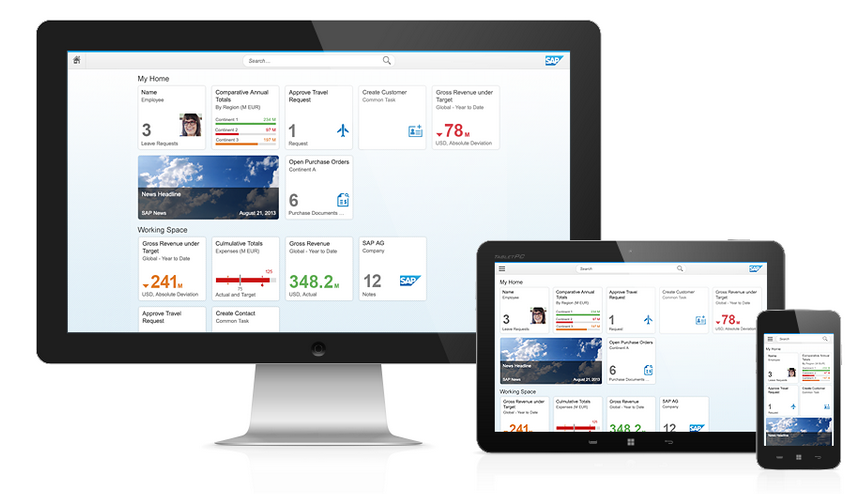 Search...
SAP
My Home
Name
Employee
3
Leave Requests
Comparative Annual
Totals
By Region (M EUR)
Continent 1 234 M
Continent 2 97 M
Continent 3 197 M
Approve Travel
Request
1
Request
Create Customer
Common Task
Gross Revenue under
Target
Global - Year to Date
78 M
USD, Absolute Deviation
News Headline
SAP News August 21, 2013
Open Purchase Orders
Continent A
6
Purchase Documents ...
Working Space
Gross Revenue under
Target
Global - Year to Date
241 M
USD, Absolute Deviation
Cumulative Totals
Expenses (M EUR)
125
75
Actual and Target
Gross Revenue
Global - Year to Date
348.2 M
USD, Actual
SAP AG
Company
12
SAP
Notes
Approve Travel
Request
Create Contact
Common Task
Search
SAP
My Home
Name
Employee
3
Leave Requests
Comparative Annual
Totals
By Region (M EUR)
Approve Travel
Request
1
Request
Create Customer
Common Task
Gross Revenue under
Target
Global - Year to Date
78 M
USD, Absolute Deviation
News Headline
SAP News August 21, 2013
Open Purchase Orders
Continent A
6
Purchase Documents ...
Working Space
Gross Revenue under
Target
Global - Year to Date
241
Cumulative Totals
Expenses (M EUR)
Gross Revenue
Global - Year to Date
348.2
SAP AG
Company
12
SAP
Search
My Home
Name
Employee
3
Leave Requests
Comparative Annual
Totals
Approve Travel
Request
1
Request
Create Customer
Common Task
News Headline